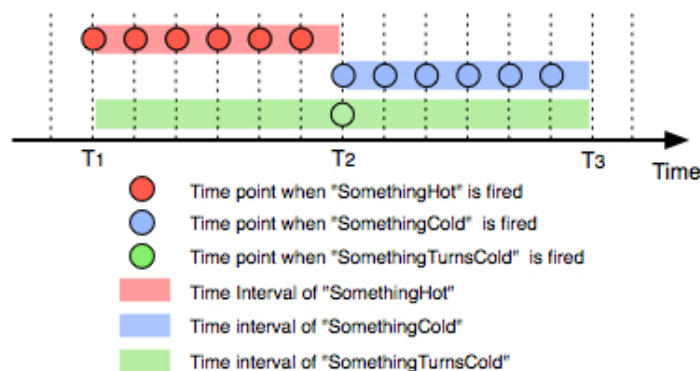 T1 T2 T3
Time
Time point when "SomethingHot" is fired
Time point when "SomethingCold" is fired
Time point when "SomethingTurnsCold" is fired
Time Interval of "SomethingHot"
Time interval of "SomethingCold"
Time interval of "SomethingTurnsCold"